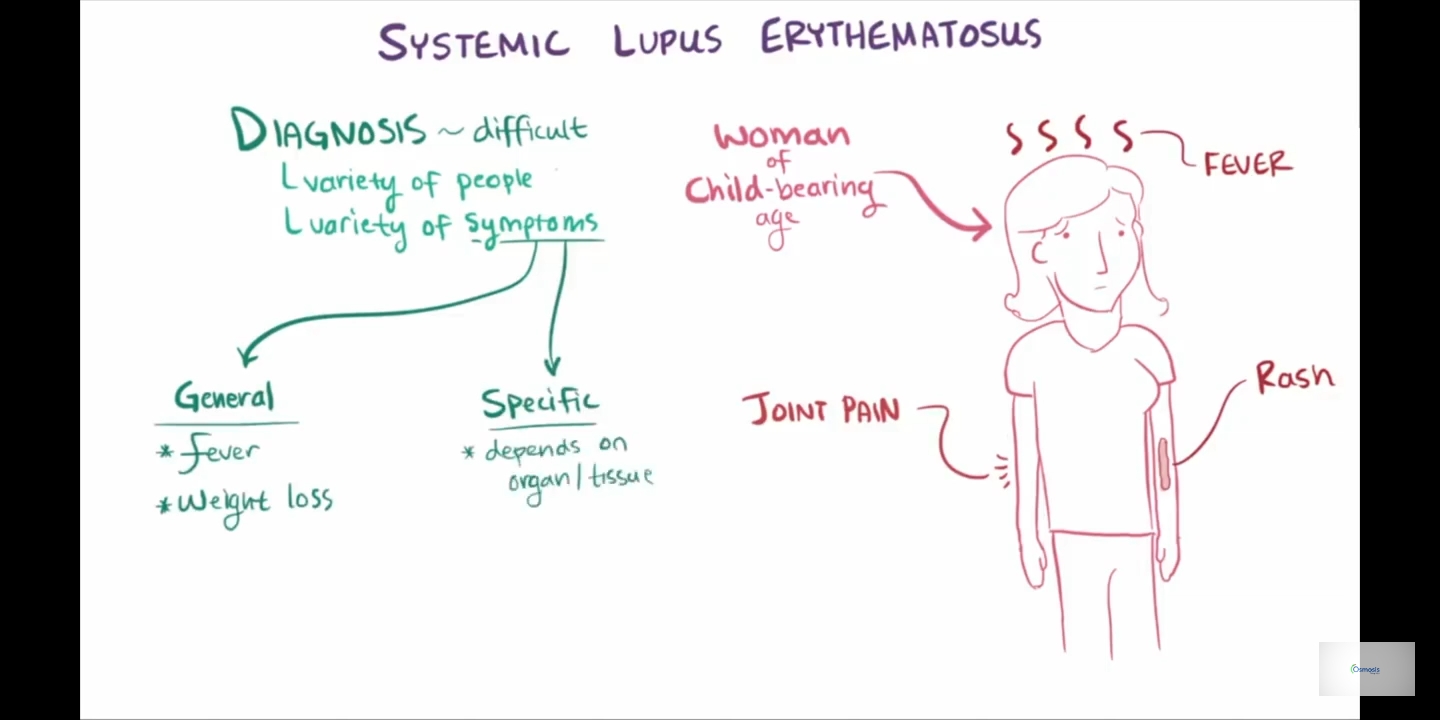 SYSTEMIC LUPUS ERYTHEMATOSUS
DIAGNOSIS ~ difficult
variety of people
variety of symptoms
General
* fever
* Weight loss
Specific
* depends on
organ/tissue
Woman
of
Child-bearing
age
FEVER
JOINT PAIN
Rash
Osmosis